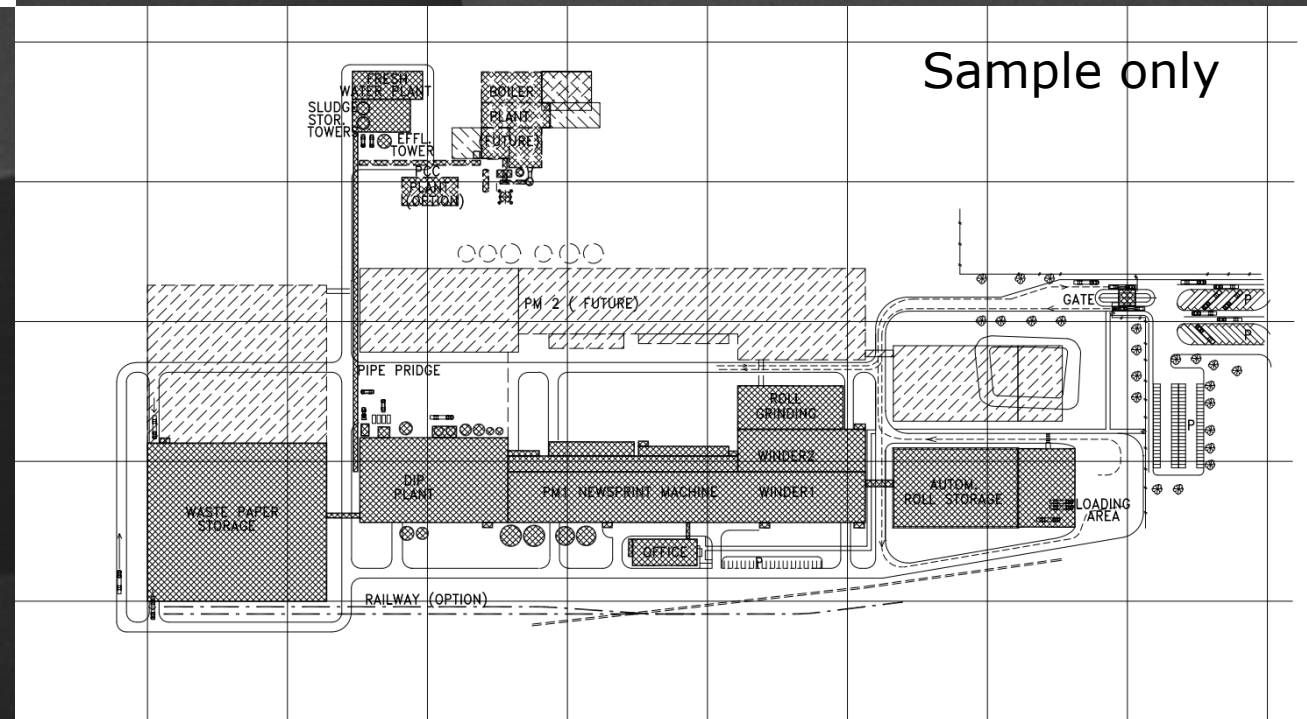 Sample only
FRESH
WATER PLANT
SLUDGE
STOR.
TOWERS
EFFL.
TOWER
BOILER
PLANT
(FUTURE)
PCC
PLANT
(OPTION)
PM 2 ( FUTURE)
GATE
P
P
PIPE PRIDGE
ROLL
GRINDING
P
WINDER2
DIP
PLANT
PM1 NEWSPRINT MACHINE
WINDER1
AUTOM.
ROLL STORAGE
LOADING
AREA
WASTE PAPER
STORAGE
OFFICE
P
RAILWAY (OPTION)